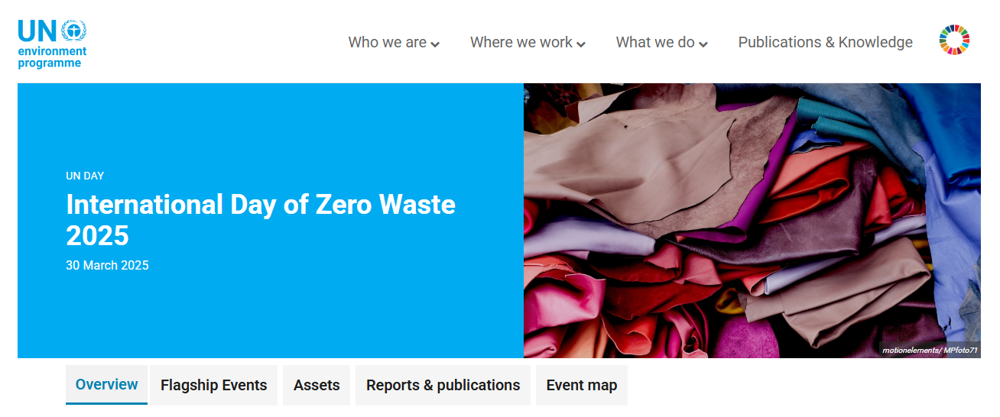 UN
environment
programme
Who we are
Where we work
What we do
Publications & Knowledge
UN DAY
International Day of Zero Waste
2025
30 March 2025
motionelements/ MPfoto71
Overview
Flagship Events
Assets
Reports & publications
Event map